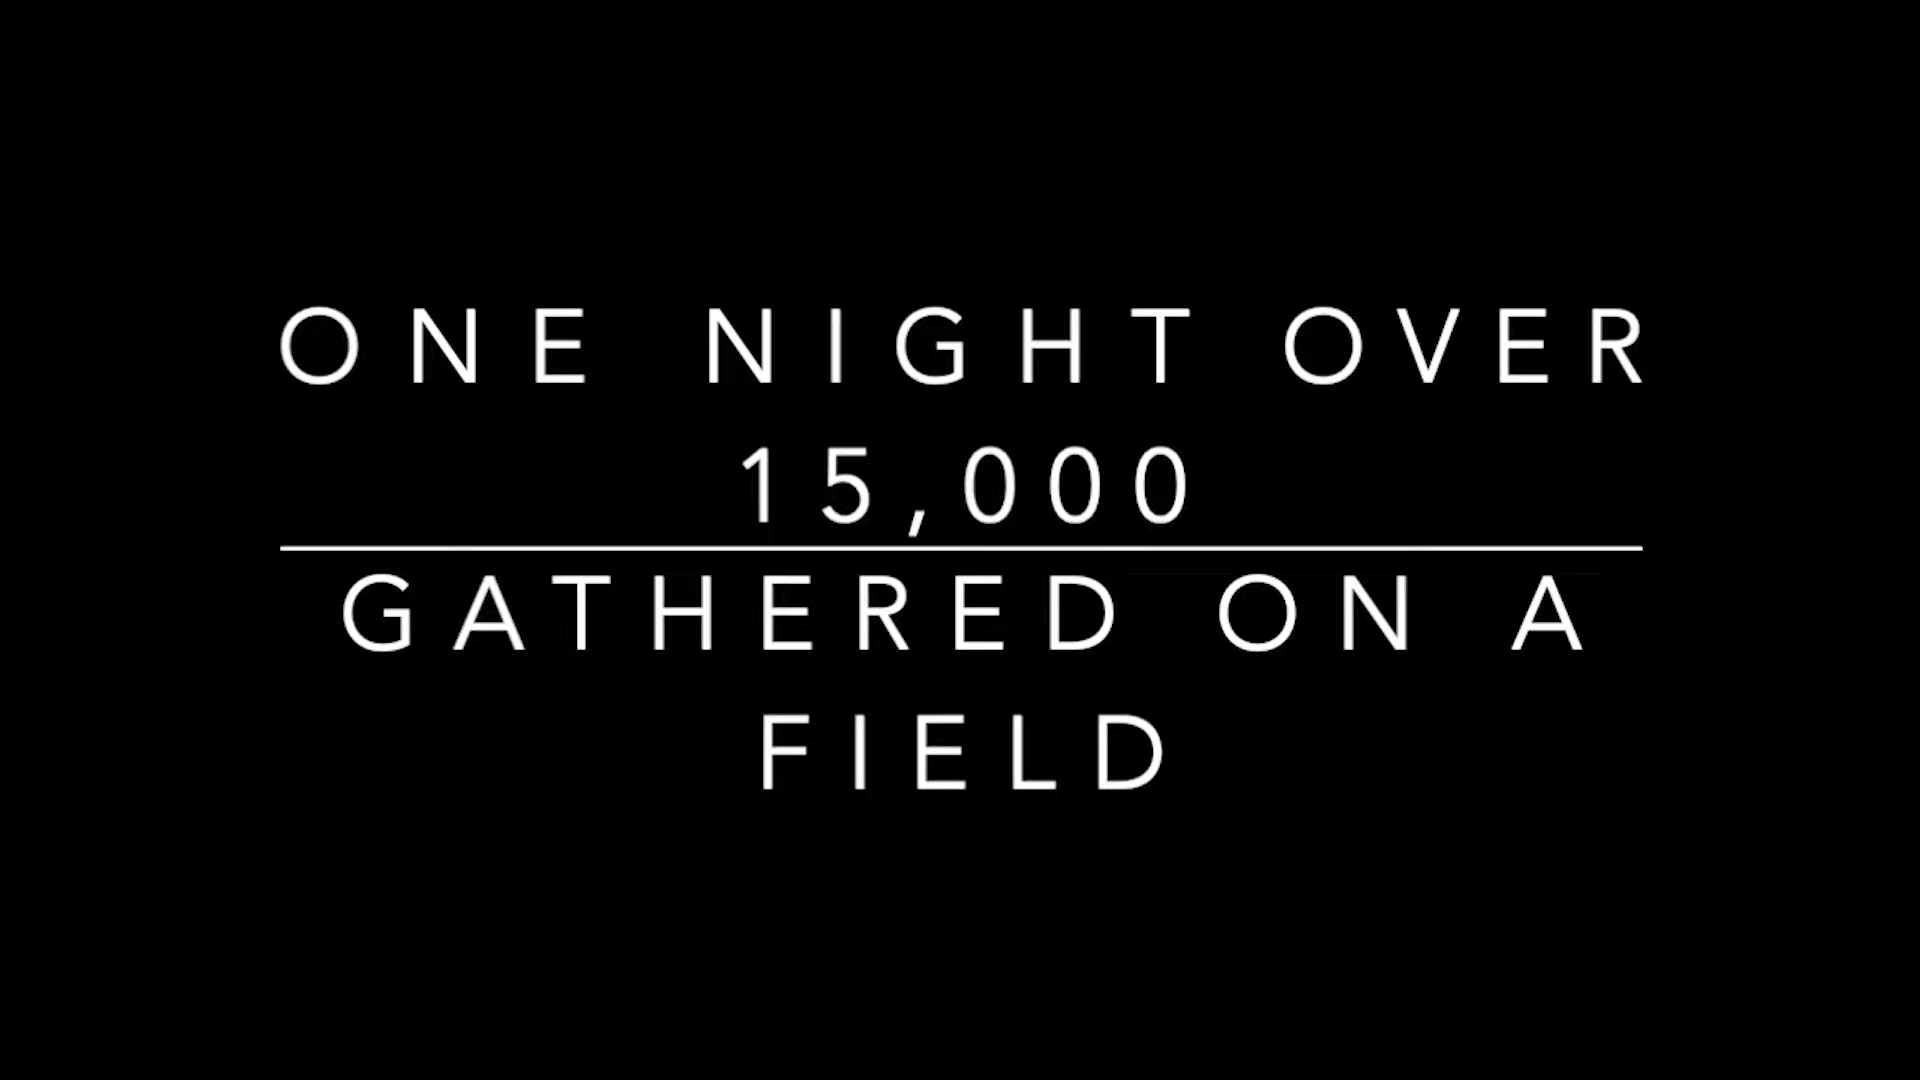 ONE NIGHT OVER
15,000
GATHERED ON A
FIELD